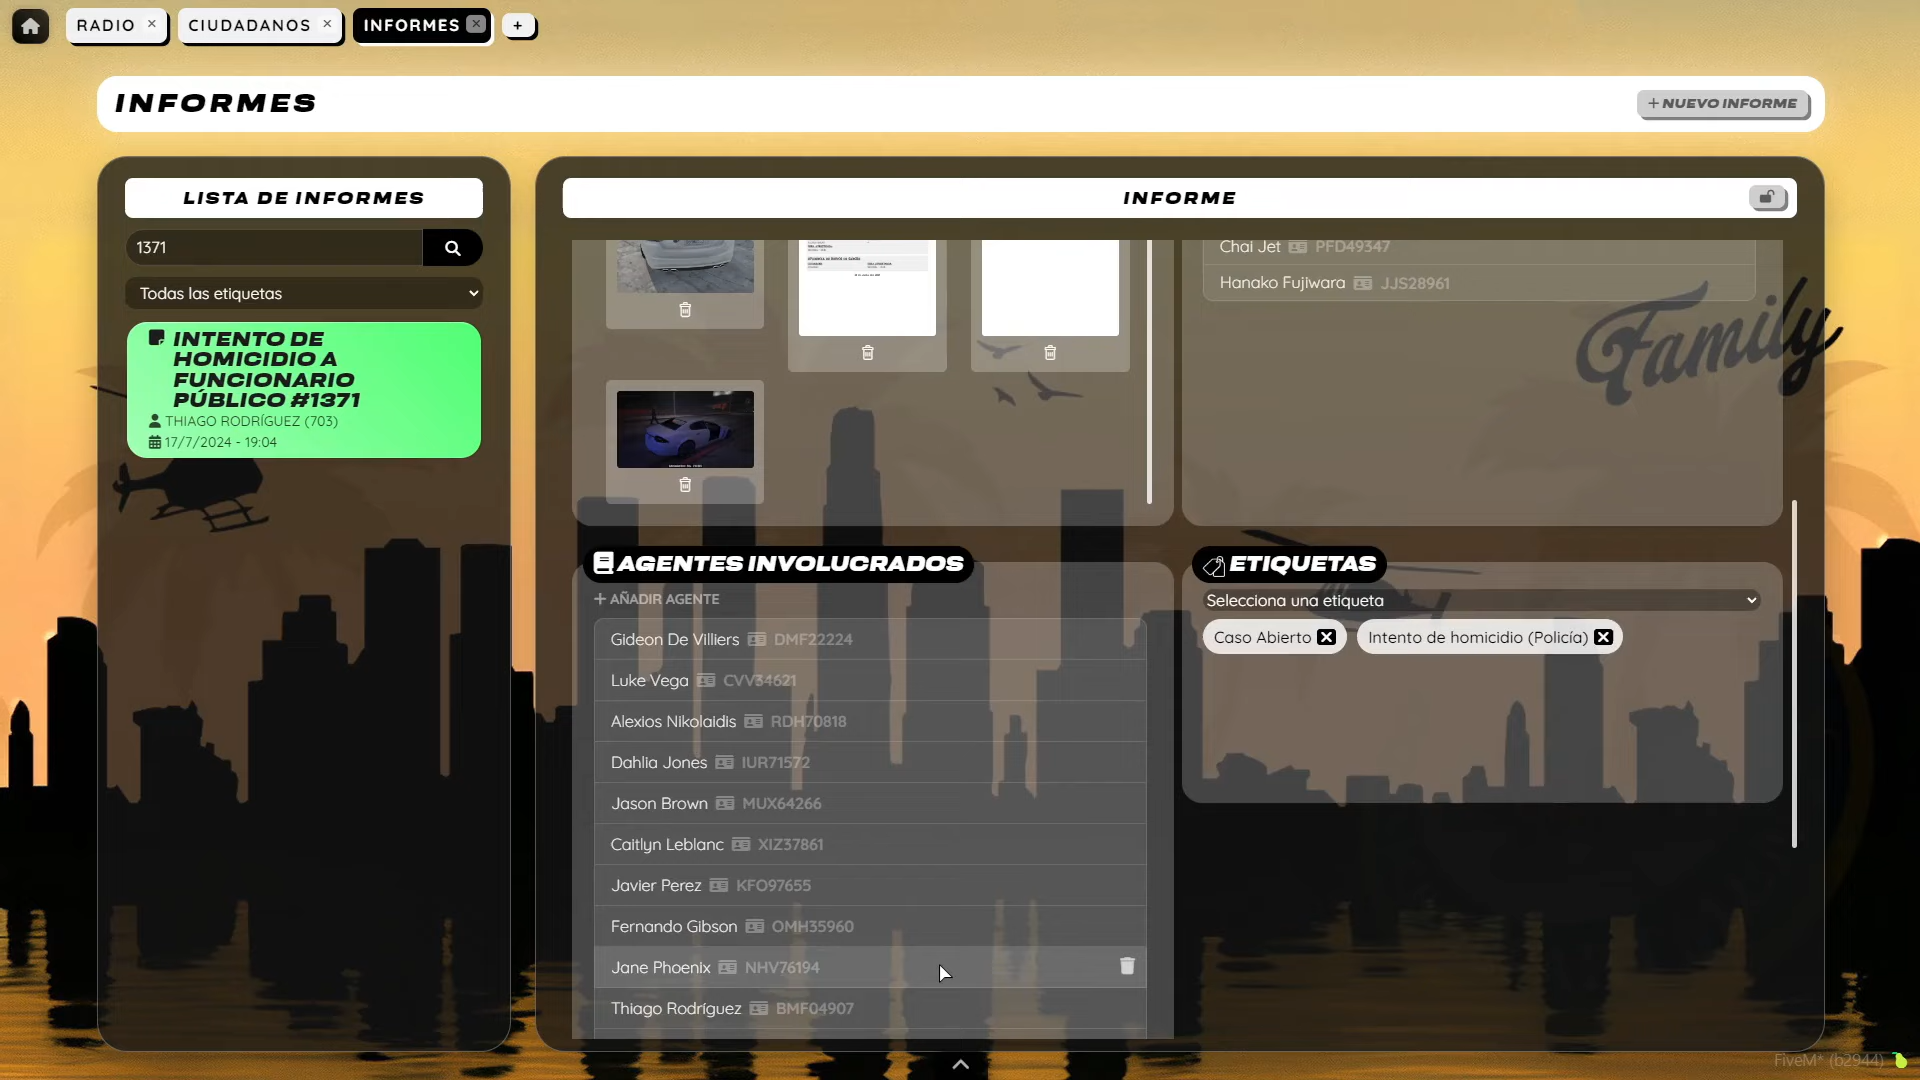 RADIO
CIUDADANOS
INFORMES
+
INFORMES
+ NUEVO INFORME
LISTA DE INFORMES
1371
Todas las etiquetas
INTENTO DE
HOMICIDIO A
FUNCIONARIO
PÚBLICO #1371
THIAGO RODRÍGUEZ (703)
17/7/2024 - 19:04
INFORME
Chai Jet PFD49347
Hanako Fujiwara JJS28961
Family
AGENTES INVOLUCRADOS
+ AÑADIR AGENTE
Gideon De Villiers DMF22224
Luke Vega CVV34621
Alexios Nikolaidis RDH70818
Dahlia Jones IUR71572
Jason Brown MUX64266
Caitlyn Leblanc XIZ37861
Javier Perez KFO97655
Fernando Gibson OMH35960
Jane Phoenix NHV76194
Thiago Rodríguez BMF04907
ETIQUETAS
Selecciona una etiqueta
Caso Abierto
Intento de homicidio (Policía)
FiveM* (b2944)